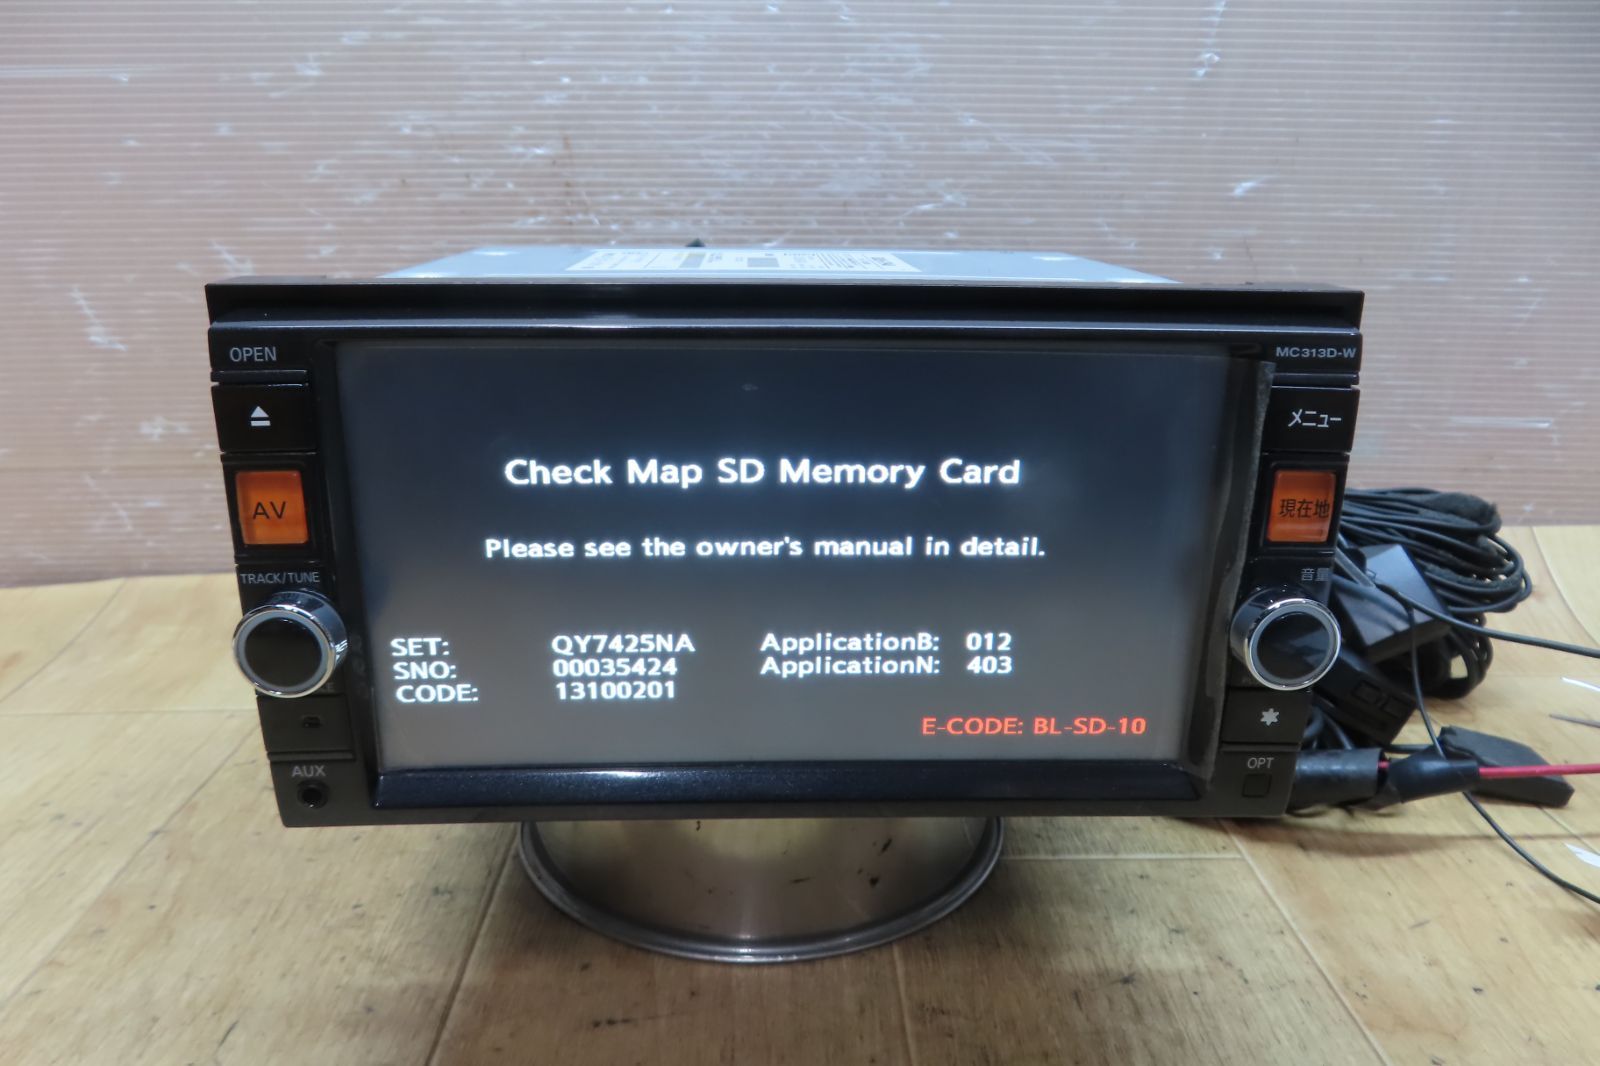 OPEN
MC313D-W
メニュー
AV
現在地
TRACK/TUNE
音量
AUX
OPT
Check Map SD Memory Card
Please see the owner's manual in detail.
SET: QY7425NA ApplicationB: 012
SNO: 00035424 ApplicationN: 403
CODE: 13100201
E-CODE: BL-SD-10